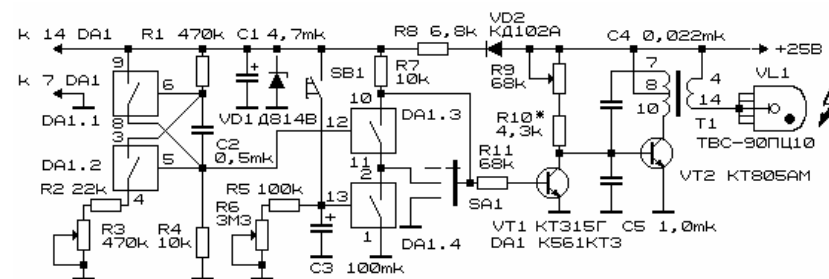 к 14 DA1 R1 470k C1 4,7mk R8 6,8k VD2 КД102А C4 0,022mk +25В
к 7 DA1 9 6 SB1 R7 10k R9 68k 7 8 10 4 14 VL1
DA1.1 8 3 VD1 Д814В 10 12 DA1.3 R10* 4,3k T1
DA1.2 5 C2 0,5mk 11 R11 68k ТВС-90ПЦ10
R2 22k 4 R5 100k 13 2 SA1 VT2 КТ805АМ
R3 470k R4 10k R6 3М3 1 DA1.4 VT1 КТ315Г C5 1,0mk
C3 100mk DA1 К561КТ3